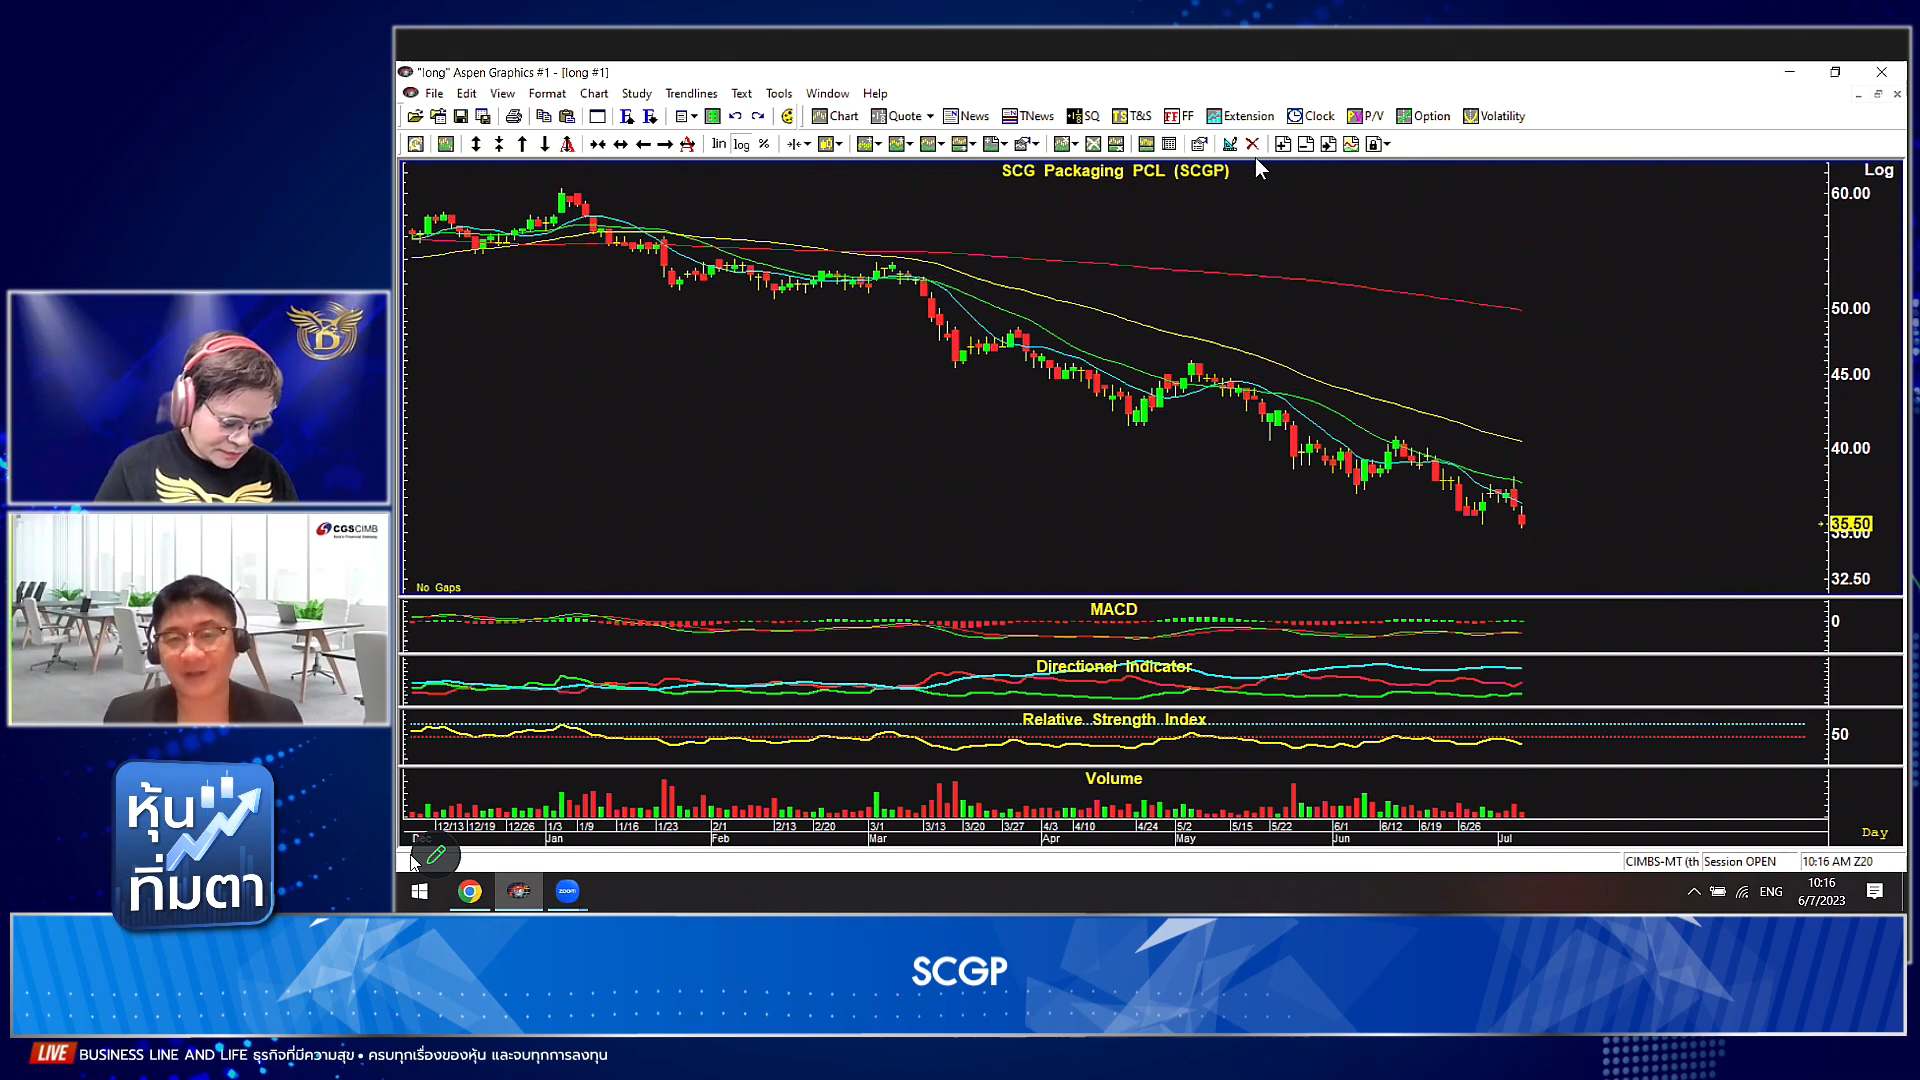 "long" Aspen Graphics #1 - [long #1]
File Edit View Format Chart Study Trendlines Text Tools Window Help
Chart Quote News TNews SQ T&S FF Extension Clock P/V Option Volatility
lin log %
SCG Packaging PCL (SCGP)
Log
60.00
50.00
45.00
40.00
35.50
35.00
32.50
No Gaps
MACD
0
Directional Indicator
Relative Strength Index
50
Volume
12/13 12/19 12/26 1/3 1/9 1/16 1/23 2/1 2/13 2/20 3/1 3/13 3/20 3/27 4/3 4/10 4/24 5/2 5/15 5/22 6/1 6/12 6/19 6/26
Dec Jan Feb Mar Apr May Jun Jul
Day
CIMBS-MT (th Session OPEN 10:16 AM Z20
zoom
ENG
10:16
6/7/2023
CGS CIMB
หุ้น
ทิ่มตา
SCGP
LIVE BUSINESS LINE AND LIFE ธุรกิจที่มีความสุข • ครบทุกเรื่องของหุ้น และจบทุกการลงทุน